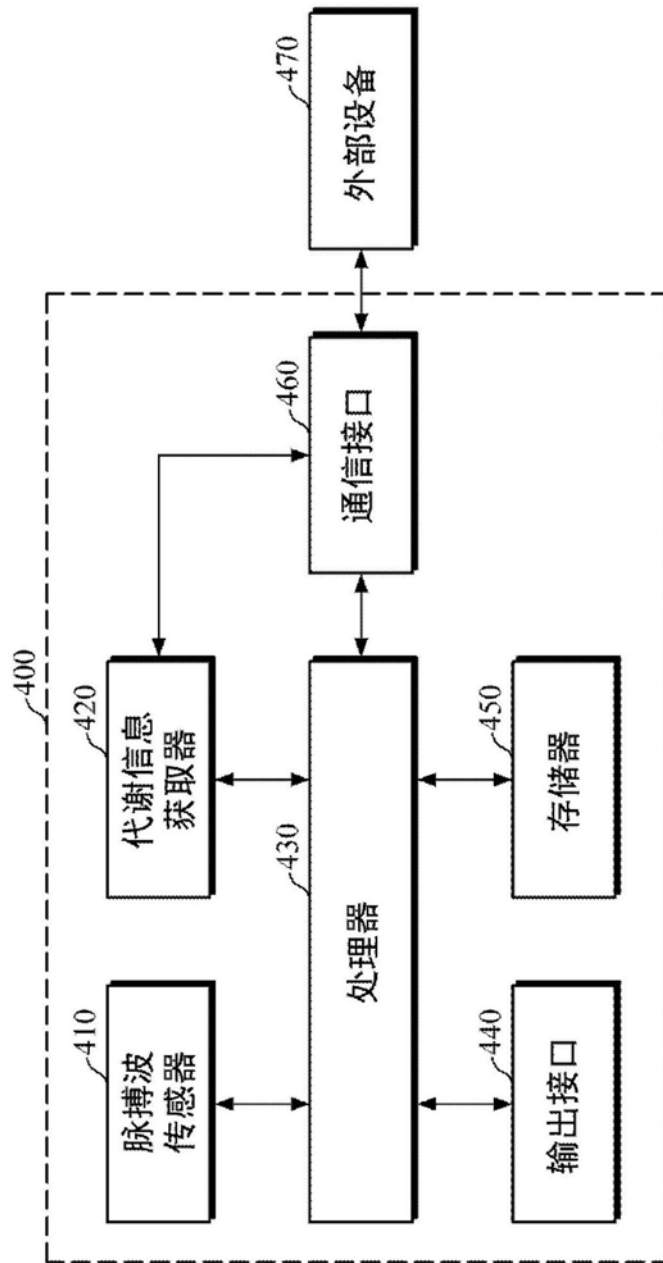 400
410
脉搏波
传感器
420
代谢信息
获取器
430
处理器
460
通信接口
470
外部设备
440
输出接口
450
存储器